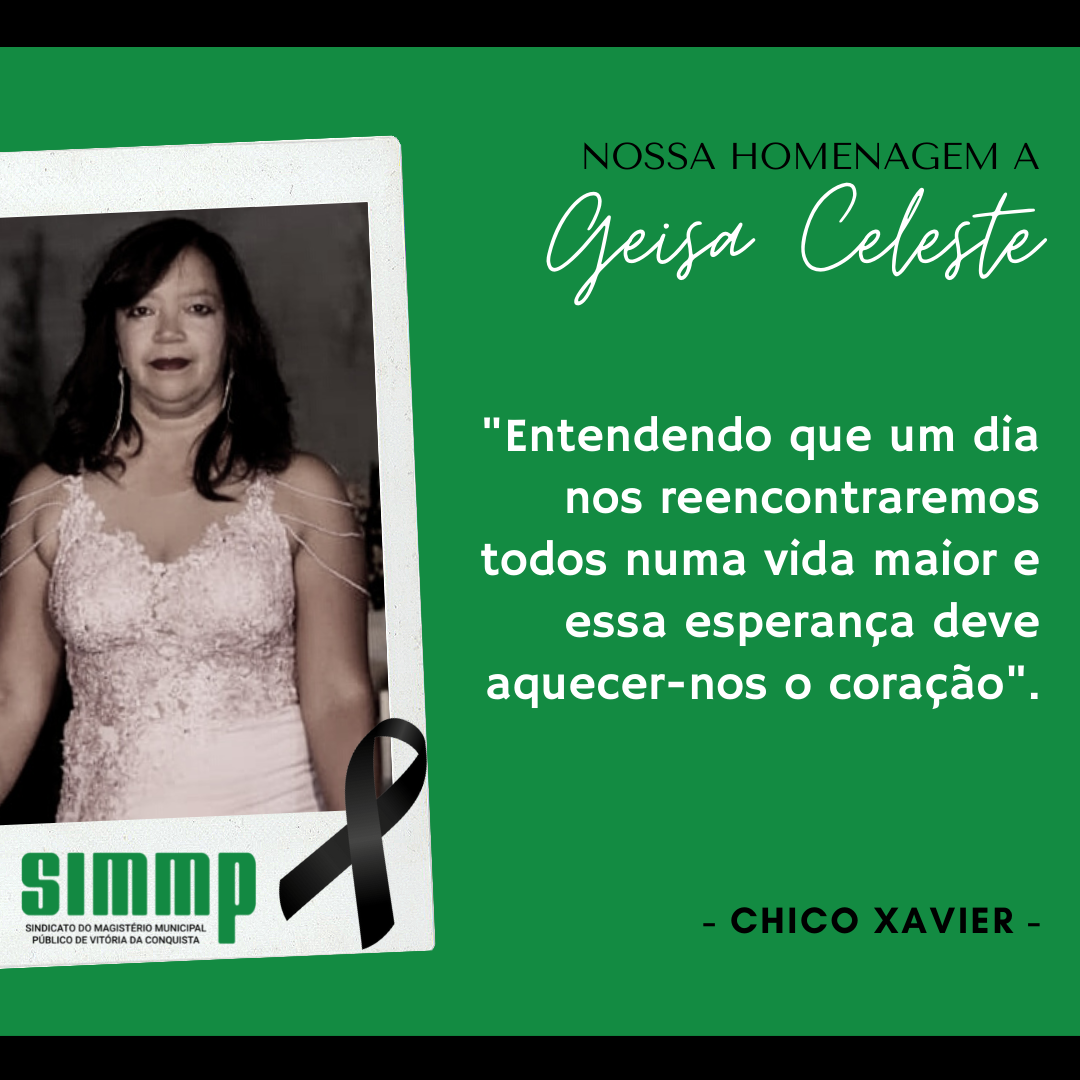 NOSSA HOMENAGEM A
Geisa Celeste
"Entendendo que um dia
nos reencontraremos
todos numa vida maior e
essa esperança deve
aquecer-nos o coração".
- CHICO XAVIER -
SIMMP
SINDICATO DO MAGISTÉRIO MUNICIPAL
PÚBLICO DE VITÓRIA DA CONQUISTA